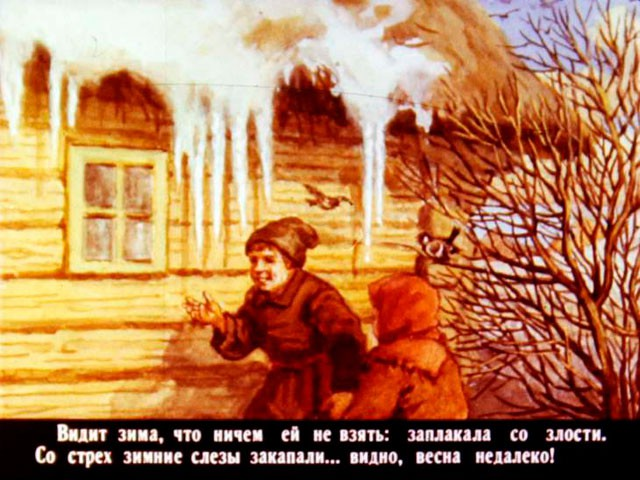 Видит зима, что ничем ей не взять: заплакала со злости.
Со стрех зимние слезы закапали... видно, весна недалеко!